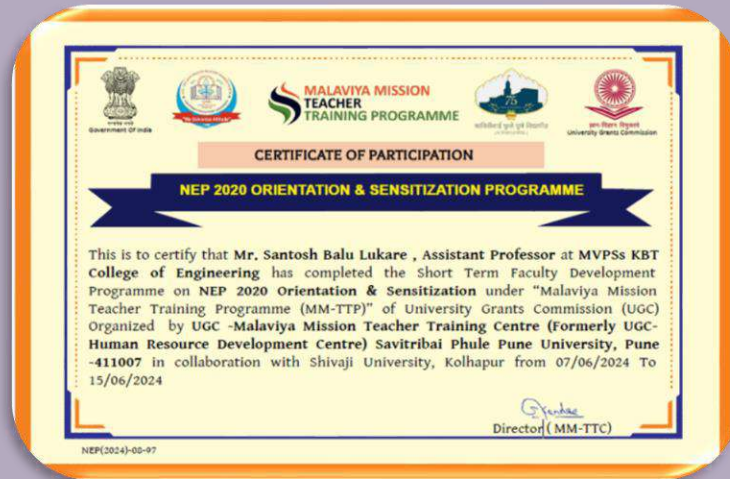 Government Of India
MALAVIYA MISSION
TEACHER
TRAINING PROGRAMME
75
University Grants Commission
CERTIFICATE OF PARTICIPATION
NEP 2020 ORIENTATION & SENSITIZATION PROGRAMME
This is to certify that Mr. Santosh Balu Lukare , Assistant Professor at MVPSs KBT
College of Engineering has completed the Short Term Faculty Development
Programme on NEP 2020 Orientation & Sensitization under “Malaviya Mission
Teacher Training Programme (MM-TTP)” of University Grants Commission (UGC)
Organized by UGC -Malaviya Mission Teacher Training Centre (Formerly UGC-
Human Resource Development Centre) Savitribai Phule Pune University, Pune
-411007 in collaboration with Shivaji University, Kolhapur from 07/06/2024 To
15/06/2024
Director( MM-TTC)
NEP(2024)-08-97